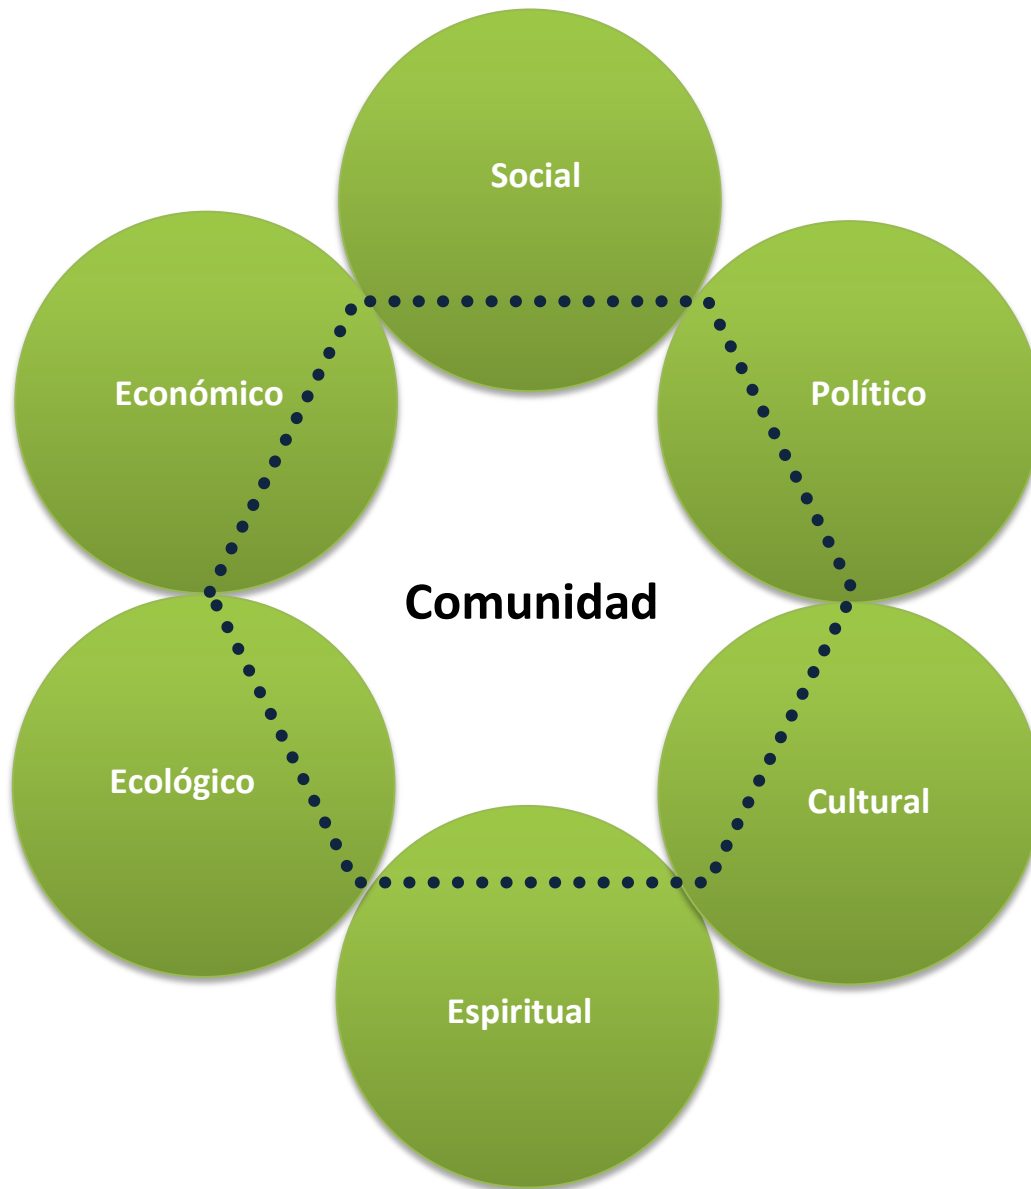 Social
Económico
Político
Comunidad
Ecológico
Cultural
Espiritual